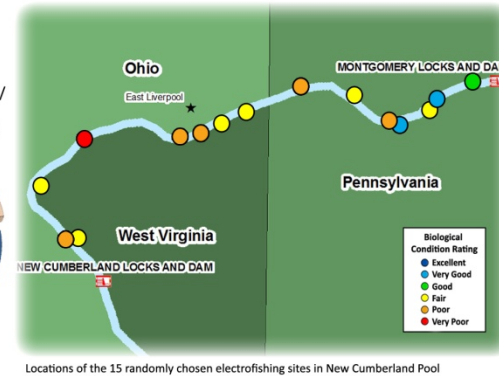 Ohio
MONTGOMERY LOCKS AND DA
East Liverpool
Pennsylvania
West Virginia
NEW CUMBERLAND LOCKS AND DAM
Biological
Condition Rating
Excellent
Very Good
Good
Fair
Poor
Very Poor
Locations of the 15 randomly chosen electrofishing sites in New Cumberland Pool